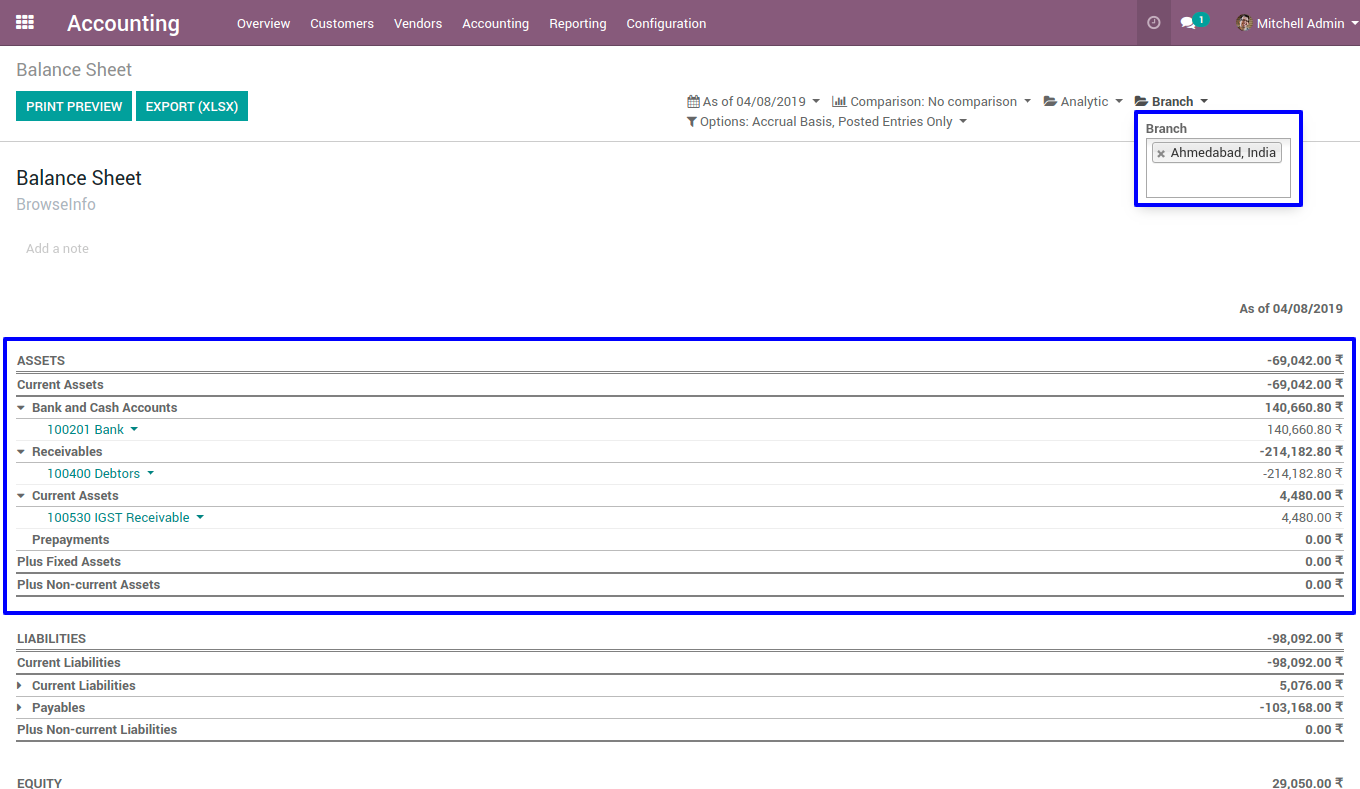 Accounting Overview Customers Vendors Accounting Reporting Configuration 1 Mitchell Admin
Balance Sheet
PRINT PREVIEW EXPORT (XLSX) As of 04/08/2019 Comparison: No comparison Analytic Branch
Options: Accrual Basis, Posted Entries Only
Branch
Ahmedabad, India
Balance Sheet
BrowseInfo
Add a note
As of 04/08/2019
ASSETS -69,042.00 ₹
Current Assets -69,042.00 ₹
Bank and Cash Accounts 140,660.80 ₹
100201 Bank 140,660.80 ₹
Receivables -214,182.80 ₹
100400 Debtors -214,182.80 ₹
Current Assets 4,480.00 ₹
100530 IGST Receivable 4,480.00 ₹
Prepayments 0.00 ₹
Plus Fixed Assets 0.00 ₹
Plus Non-current Assets 0.00 ₹
LIABILITIES -98,092.00 ₹
Current Liabilities -98,092.00 ₹
Current Liabilities 5,076.00 ₹
Payables -103,168.00 ₹
Plus Non-current Liabilities 0.00 ₹
EQUITY 29,050.00 ₹